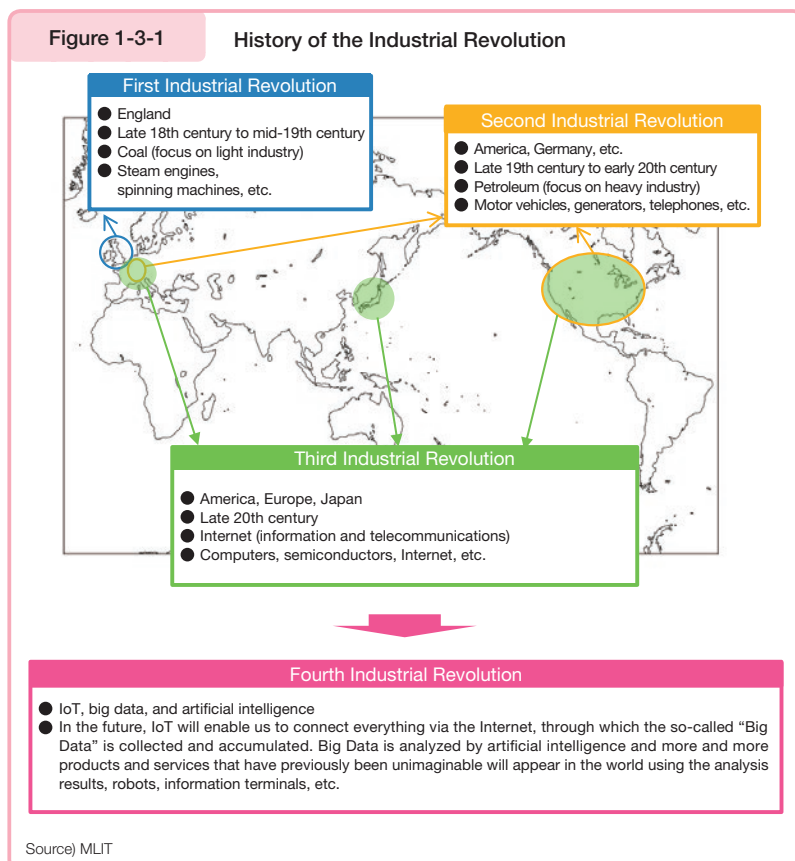 Figure 1-3-1
History of the Industrial Revolution
First Industrial Revolution
● England
● Late 18th century to mid-19th century
● Coal (focus on light industry)
● Steam engines,
spinning machines, etc.
Second Industrial Revolution
● America, Germany, etc.
● Late 19th century to early 20th century
● Petroleum (focus on heavy industry)
● Motor vehicles, generators, telephones, etc.
Third Industrial Revolution
● America, Europe, Japan
● Late 20th century
● Internet (information and telecommunications)
● Computers, semiconductors, Internet, etc.
Fourth Industrial Revolution
● IoT, big data, and artificial intelligence
● In the future, IoT will enable us to connect everything via the Internet, through which the so-called “Big
Data” is collected and accumulated. Big Data is analyzed by artificial intelligence and more and more
products and services that have previously been unimaginable will appear in the world using the analysis
results, robots, information terminals, etc.
Source) MLIT